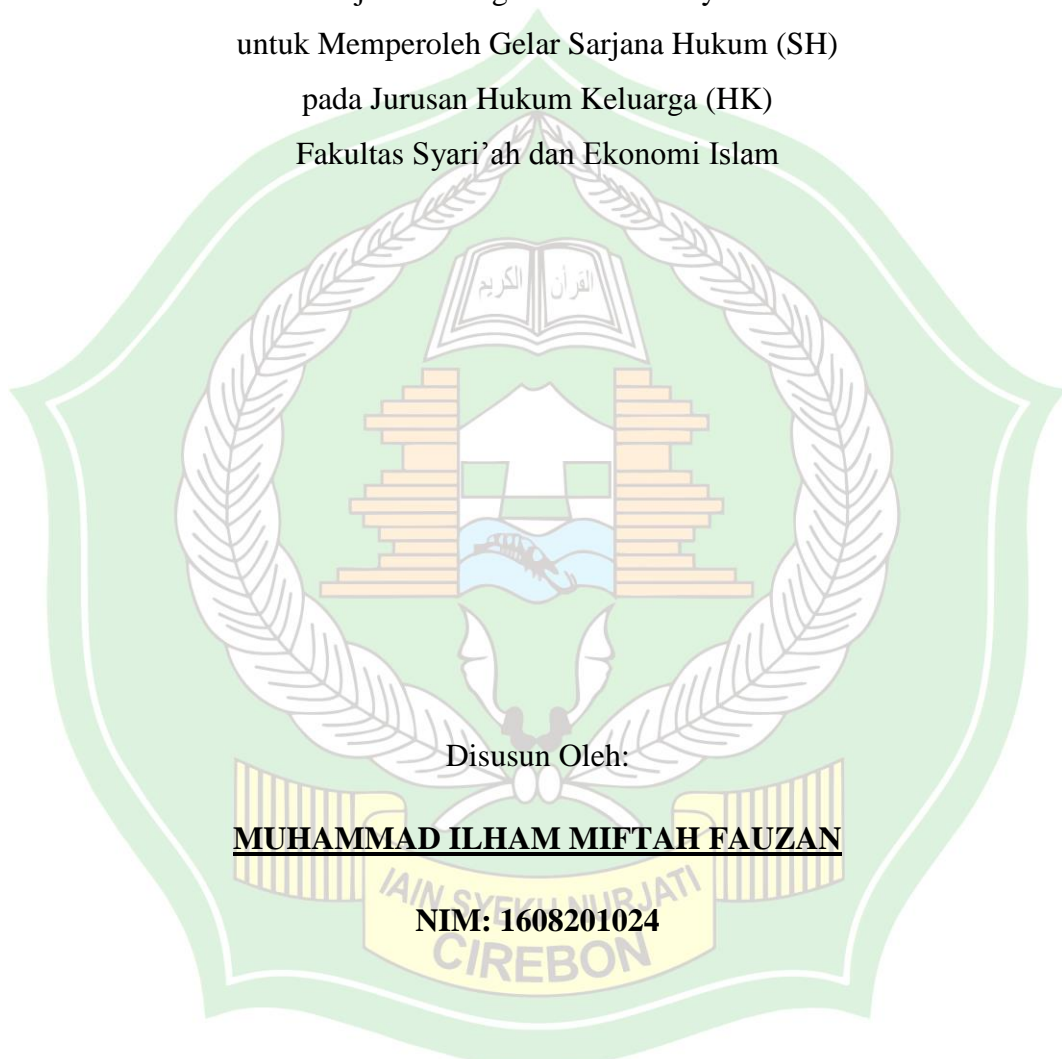 untuk Memperoleh Gelar Sarjana Hukum (SH)
pada Jurusan Hukum Keluarga (HK)
Fakultas Syari’ah dan Ekonomi Islam
القرآن الكريم
Disusun Oleh:
MUHAMMAD ILHAM MIFTAH FAUZAN
IAIN SYEKH NURJATI
NIM: 1608201024
CIREBON